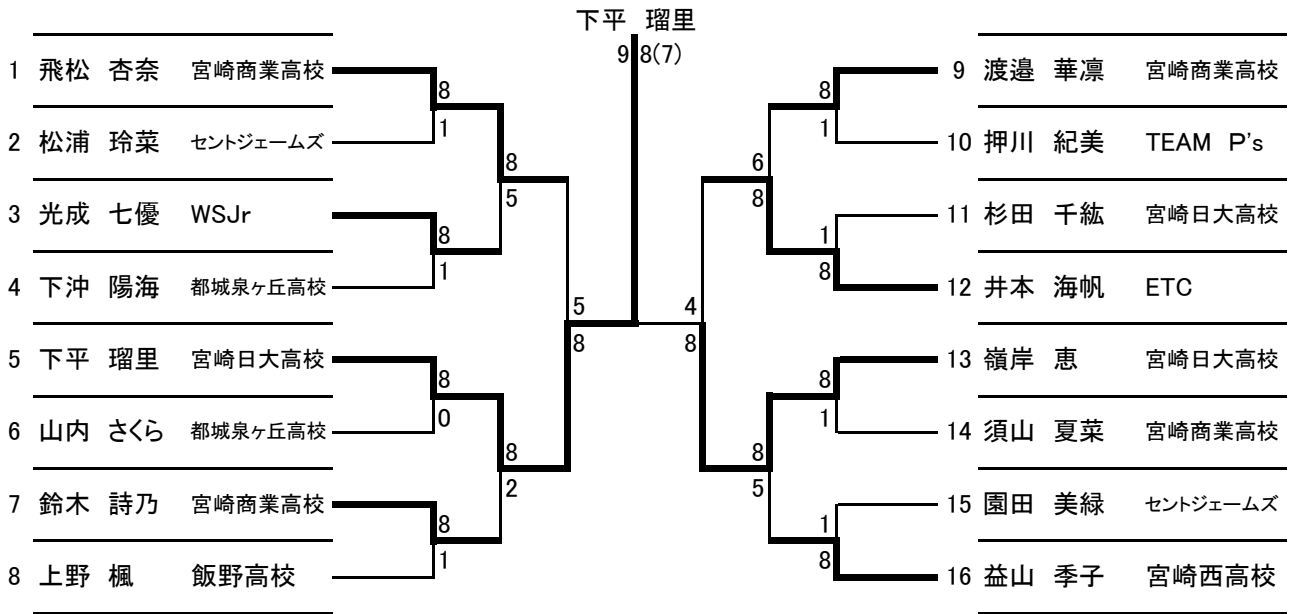 下平 瑠里
9 8(7)
1 飛松 杏奈 宮崎商業高校
8
1
2 松浦 玲菜 セントジェームズ
8
5
3 光成 七優 WSJr
8
1
4 下沖 陽海 都城泉ヶ丘高校
5
8
5 下平 瑠里 宮崎日大高校
8
0
6 山内 さくら 都城泉ヶ丘高校
8
2
7 鈴木 詩乃 宮崎商業高校
8
1
8 上野 楓 飯野高校
9 渡邉 華凛 宮崎商業高校
8
1
10 押川 紀美 TEAM P's
6
8
11 杉田 千紘 宮崎日大高校
1
8
12 井本 海帆 ETC
4
8
13 嶺岸 恵 宮崎日大高校
8
1
14 須山 夏菜 宮崎商業高校
8
5
15 園田 美緑 セントジェームズ
1
8
16 益山 季子 宮崎西高校